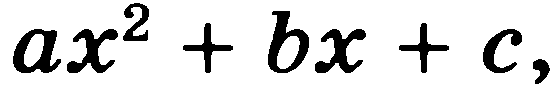 ax² + bx + c,